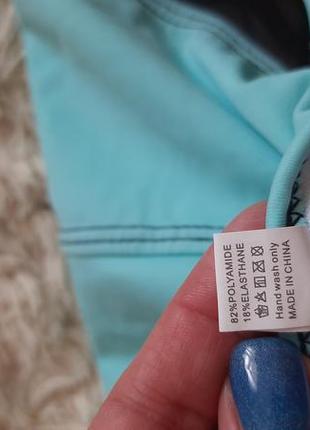 82%POLYAMIDE
18%ELASTHANE
Hand wash only
MADE IN CHINA